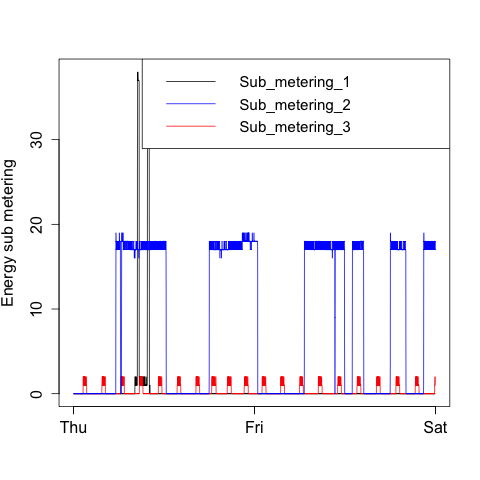 Sub_metering_1
Sub_metering_2
Sub_metering_3
Energy sub metering
30
20
10
0
Thu Fri Sat